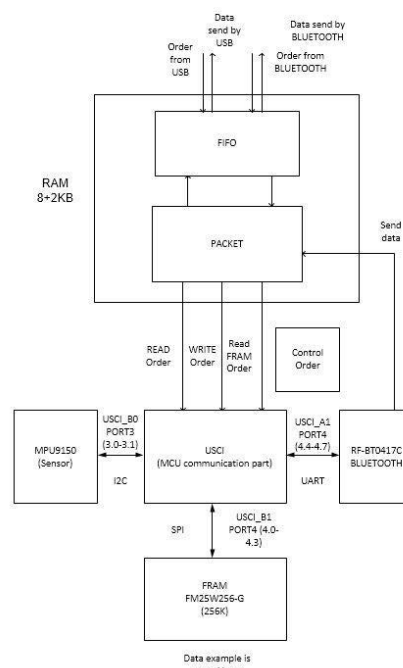 Data
send by
USB
Data send by
BLUETOOTH
Order
from
USB
Order from
BLUETOOTH
FIFO
RAM
8+2KB
PACKET
Send
data
READ
Order
WRITE
Order
Read
FRAM
Order
Control
Order
MPU9150
(Sensor)
USCI_B0
PORT3
(3.0-3.1)
I2C
USCI
(MCU communication part)
USCI_A1
PORT4
(4.4-4.7)
UART
RF-BT0417C
BLUETOOTH
SPI
USCI_B1
PORT4 (4.0-
4.3)
FRAM
FM25W256-G
(256K)
Data example is